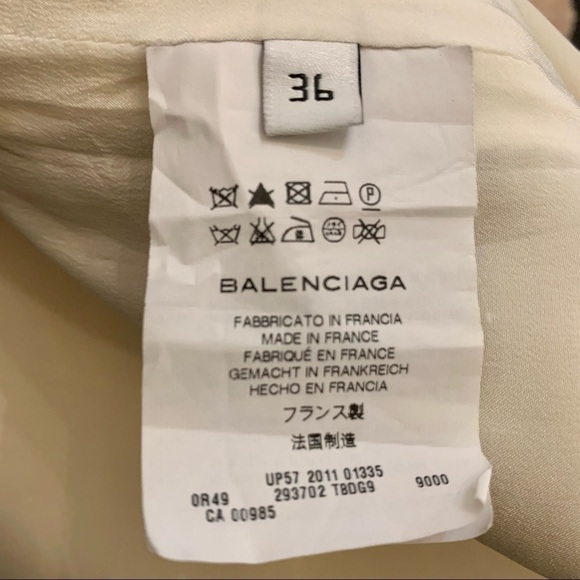 36
P
BALENCIAGA
FABBRICATO IN FRANCIA
MADE IN FRANCE
FABRIQUÉ EN FRANCE
GEMACHT IN FRANKREICH
HECHO EN FRANCIA
フランス製
法国制造
UP57 2011 01335
0R49 293702 TBDG9 9000
CA 00985